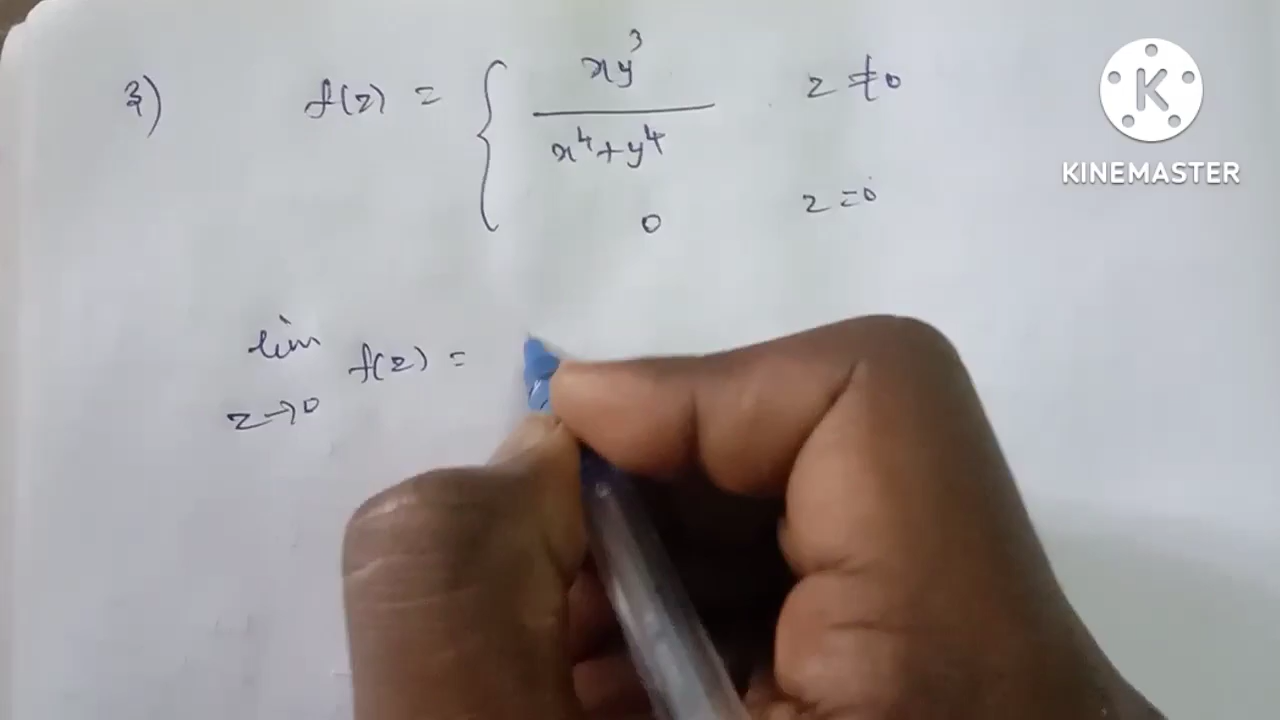 3) f(z) = { xy³ / x⁴+y⁴  z ≠ 0
0  z = 0
lim z→0 f(z) =
K
KINEMASTER